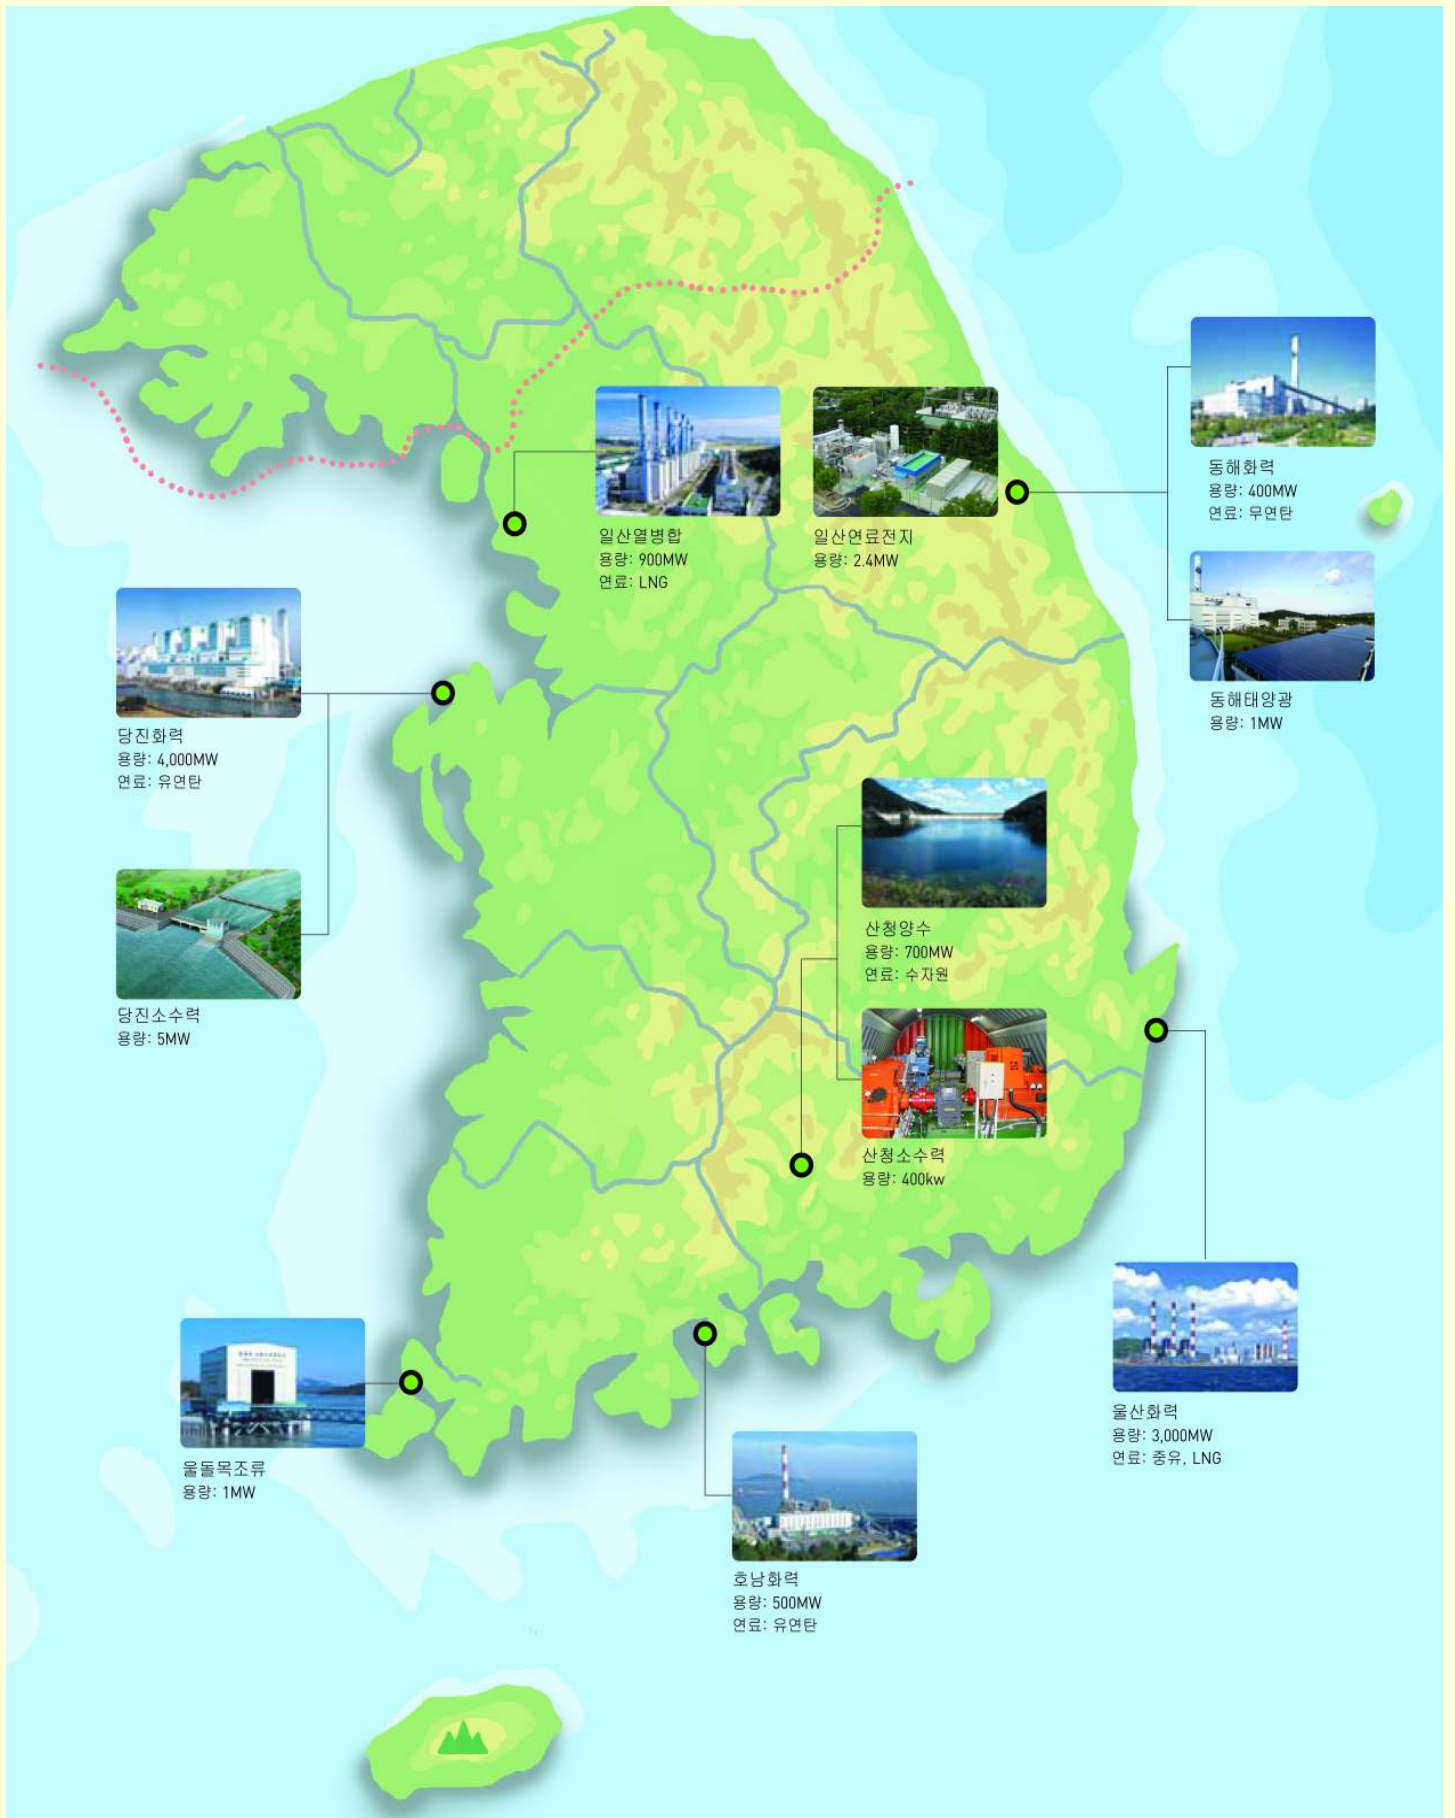 일산열병합
용량: 900MW
연료: LNG
일산연료전지
용량: 2.4MW
동해화력
용량: 400MW
연료: 무연탄
동해태양광
용량: 1MW
당진화력
용량: 4,000MW
연료: 유연탄
당진소수력
용량: 5MW
산청양수
용량: 700MW
연료: 수자원
산청소수력
용량: 400kw
울산화력
용량: 3,000MW
연료: 중유, LNG
울돌목조류
용량: 1MW
호남화력
용량: 500MW
연료: 유연탄